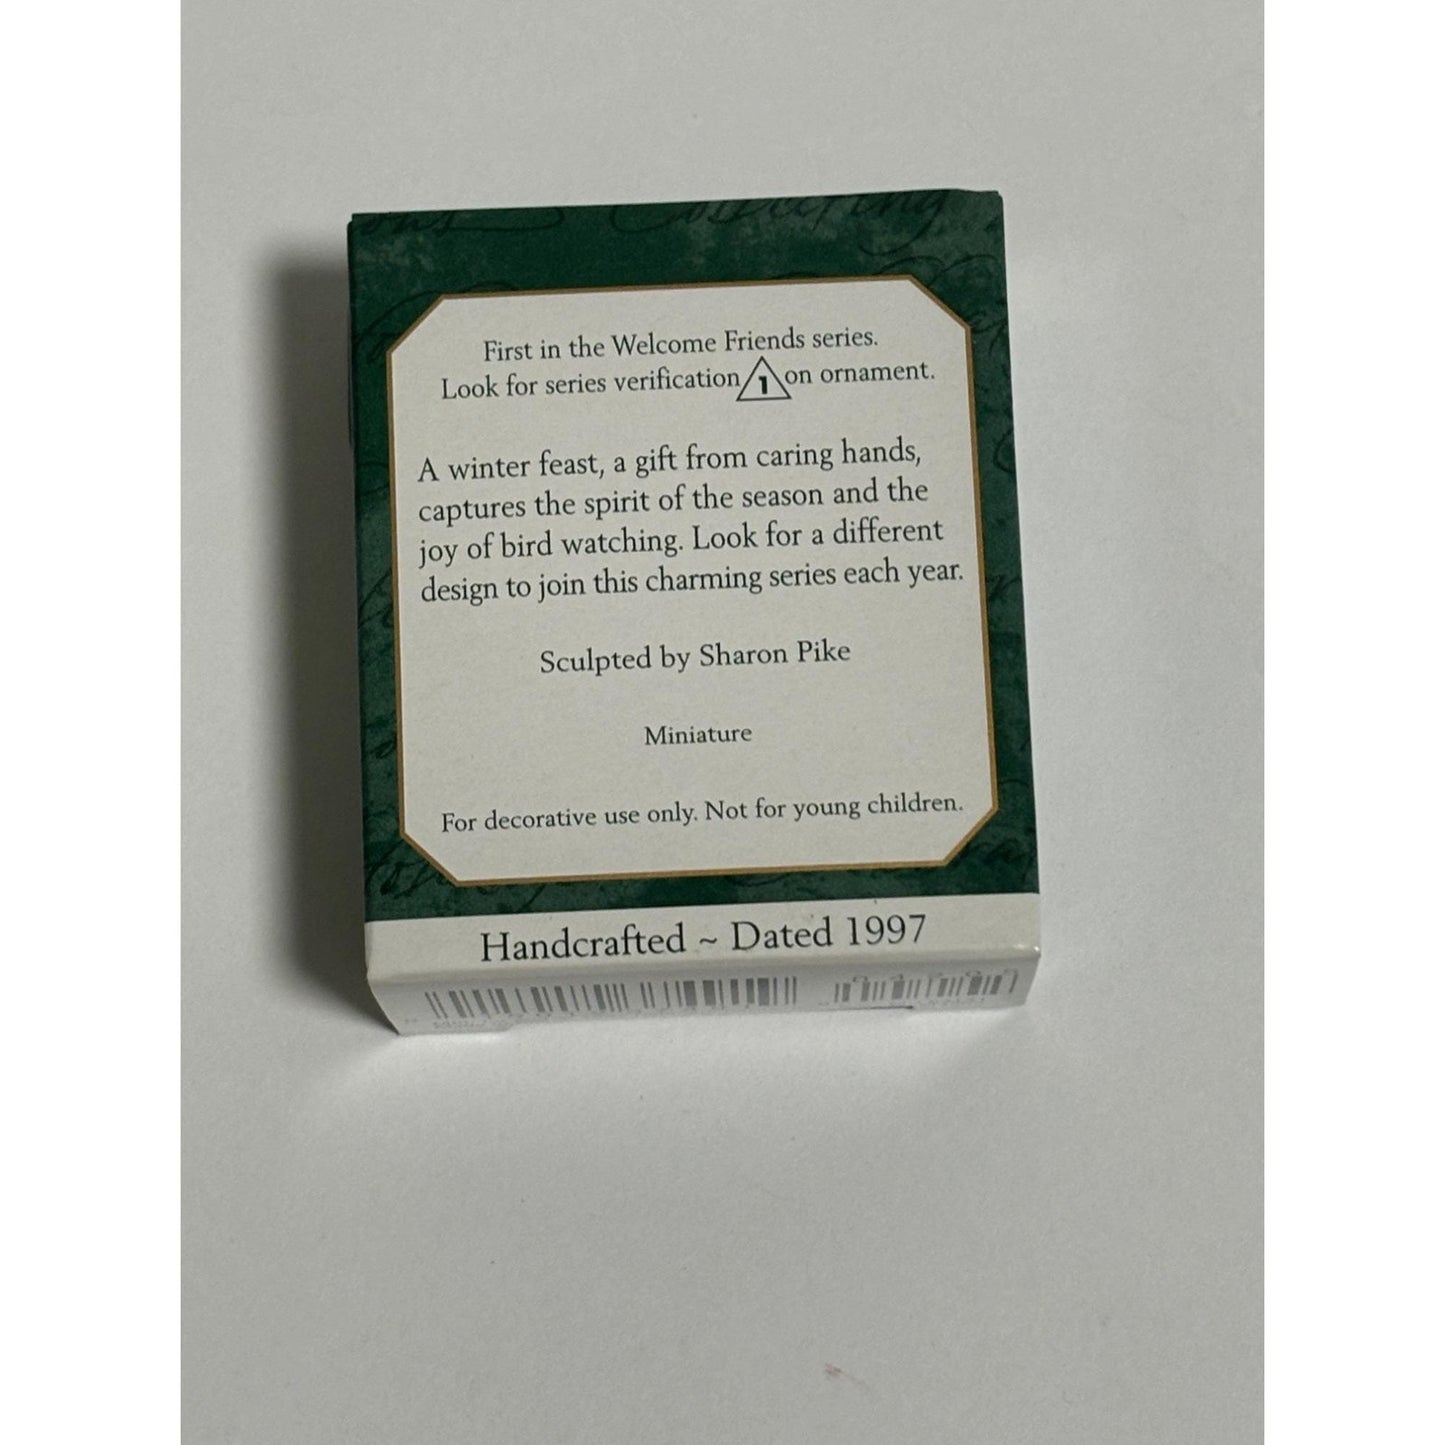 Collecting
First in the Welcome Friends series.
Look for series verification 1 on ornament.
A winter feast, a gift from caring hands,
captures the spirit of the season and the
joy of bird watching. Look for a different
design to join this charming series each year.
Sculpted by Sharon Pike
Miniature
For decorative use only. Not for young children.
Handcrafted ~ Dated 1997